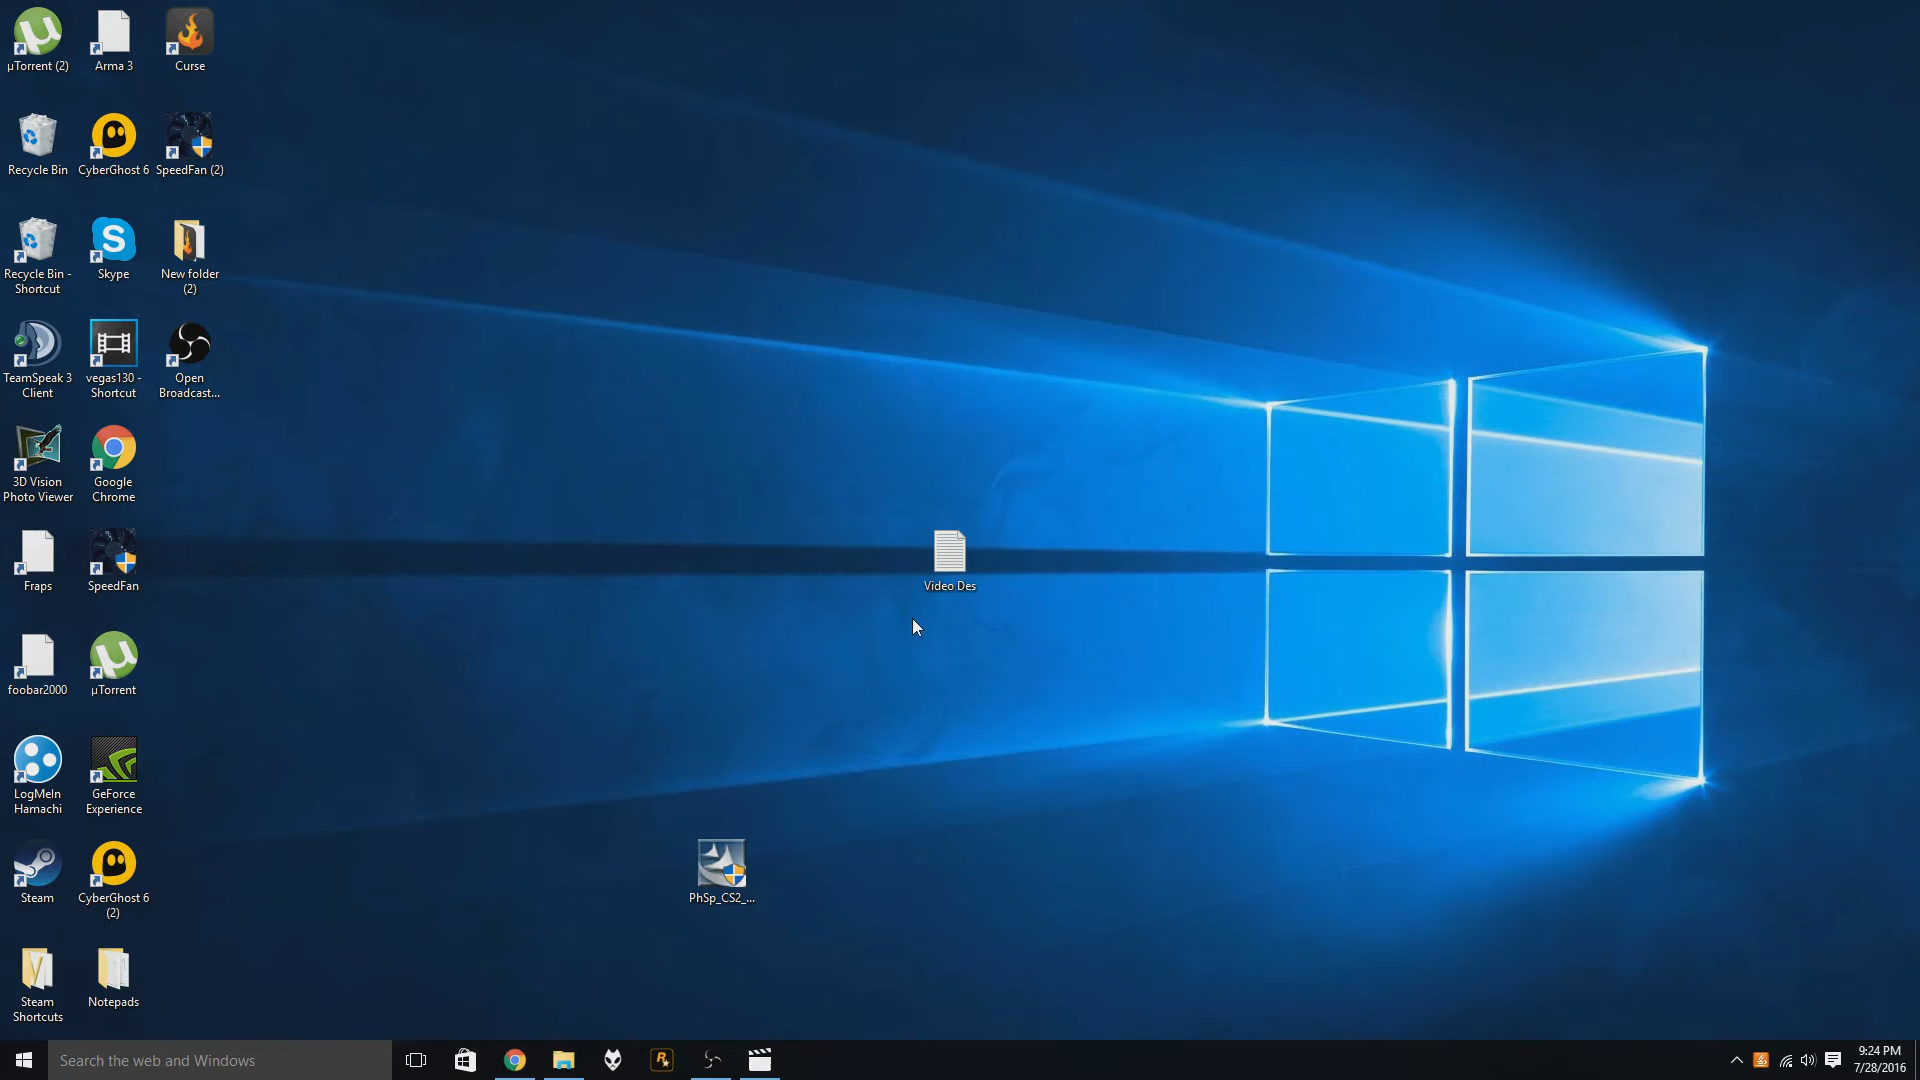 µTorrent (2)
Arma 3
Curse
Recycle Bin
CyberGhost 6
SpeedFan (2)
Recycle Bin -
Shortcut
Skype
New folder
(2)
TeamSpeak 3
Client
vegas130 -
Shortcut
Open
Broadcast...
3D Vision
Photo Viewer
Google
Chrome
Fraps
SpeedFan
Video Des
foobar2000
µTorrent
LogMeIn
Hamachi
GeForce
Experience
Steam
CyberGhost 6
(2)
PhSp_CS2_...
Steam
Shortcuts
Notepads
Search the web and Windows
9:24 PM
7/28/2016